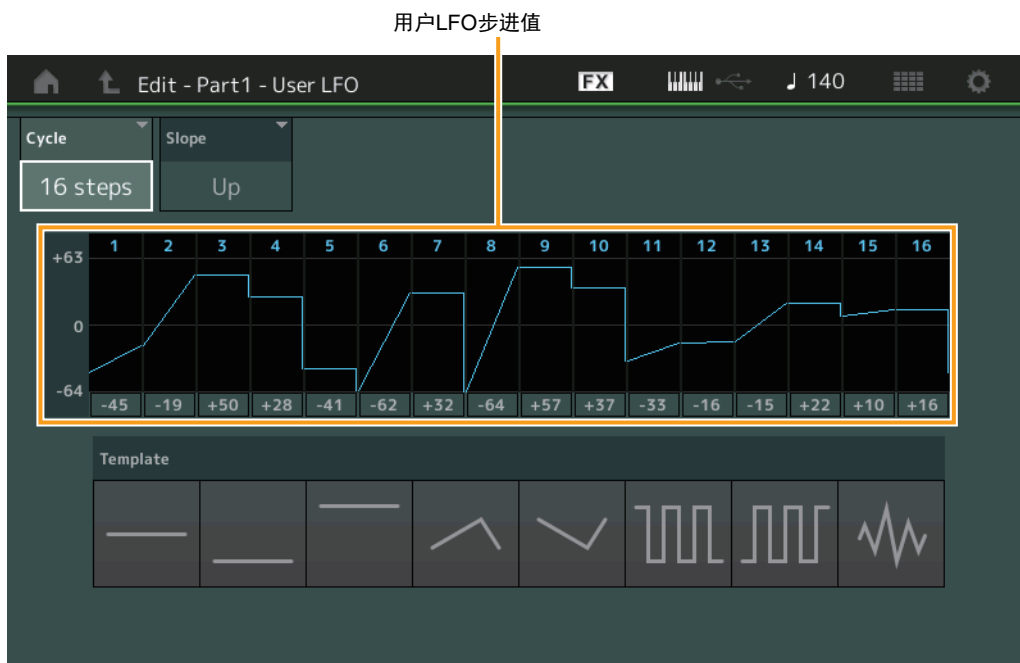 用户LFO步进值
Edit - Part1 - User LFO FX 140
Cycle Slope
16 steps Up
1 2 3 4 5 6 7 8 9 10 11 12 13 14 15 16
+63
0
-64
-45 -19 +50 +28 -41 -62 +32 -64 +57 +37 -33 -16 -15 +22 +10 +16
Template